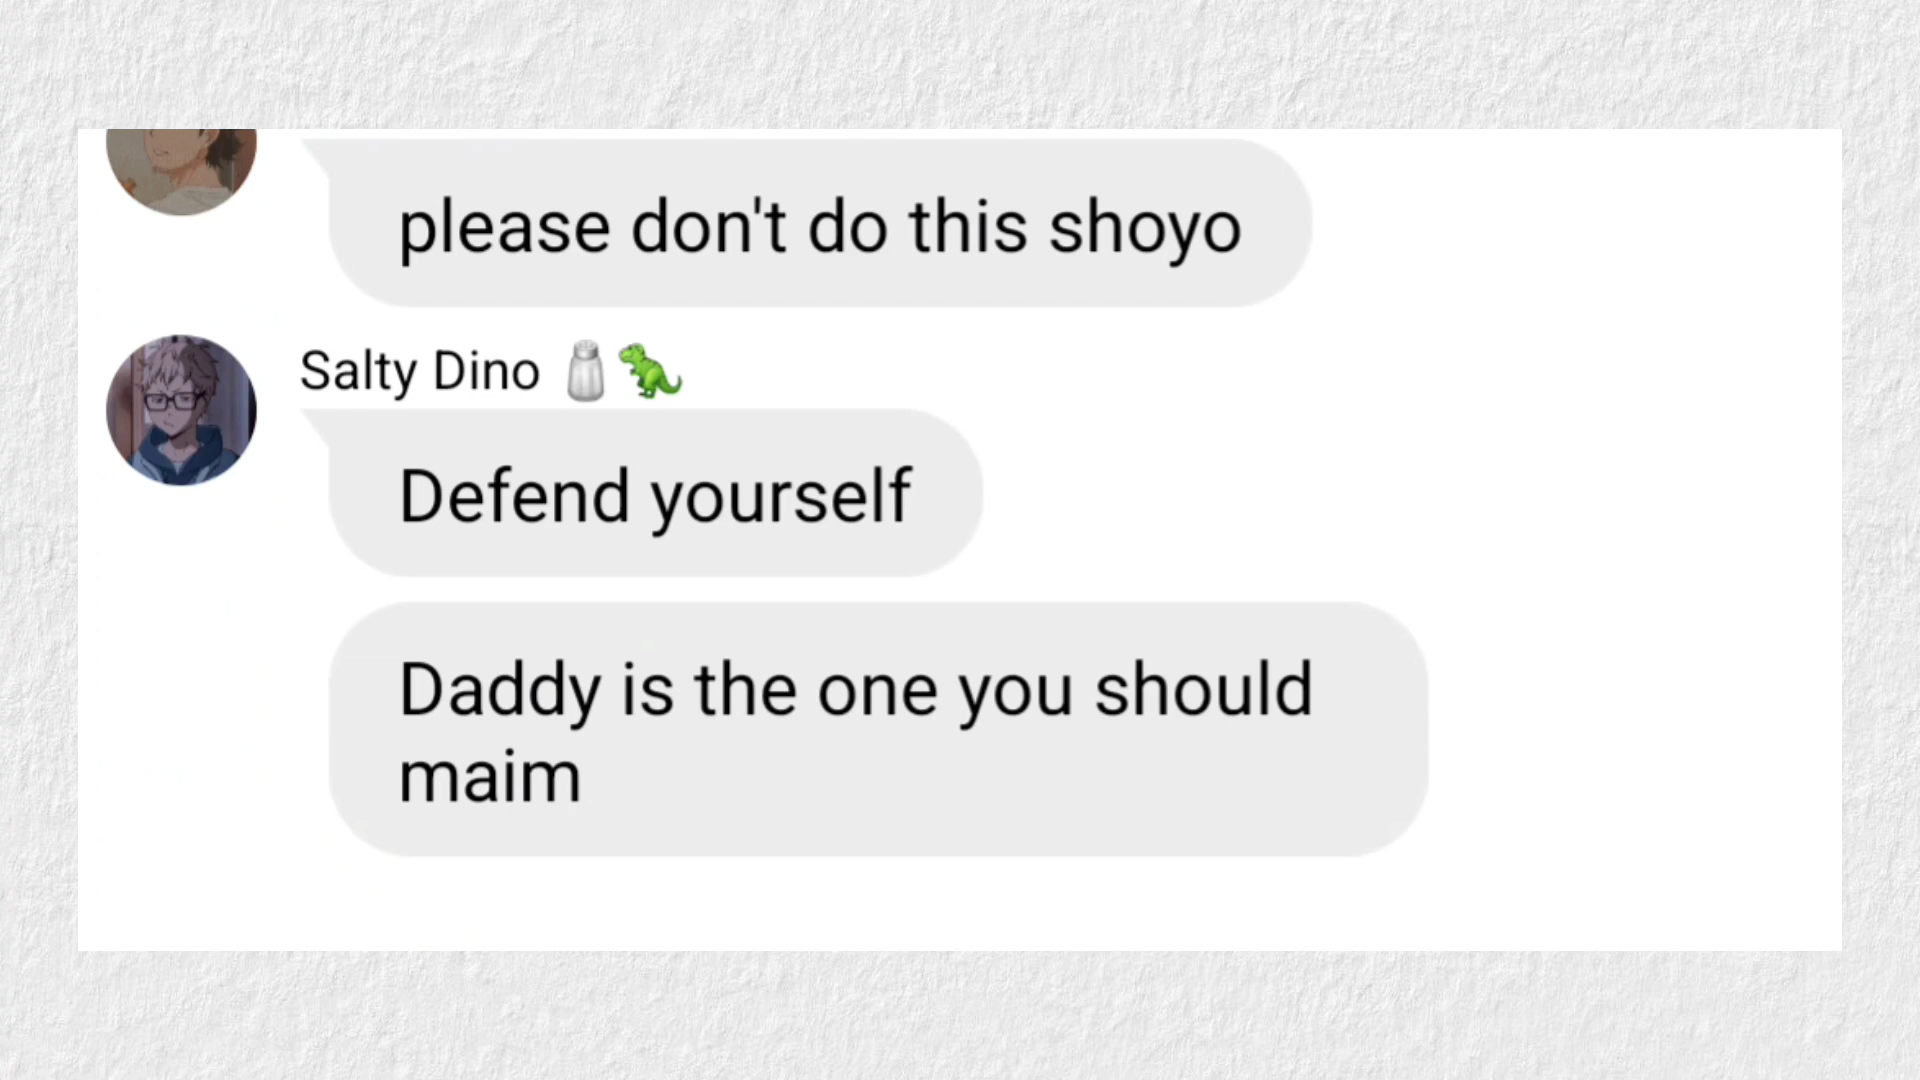 please don't do this shoyo
Salty Dino 🧂🦖
Defend yourself
Daddy is the one you should
maim